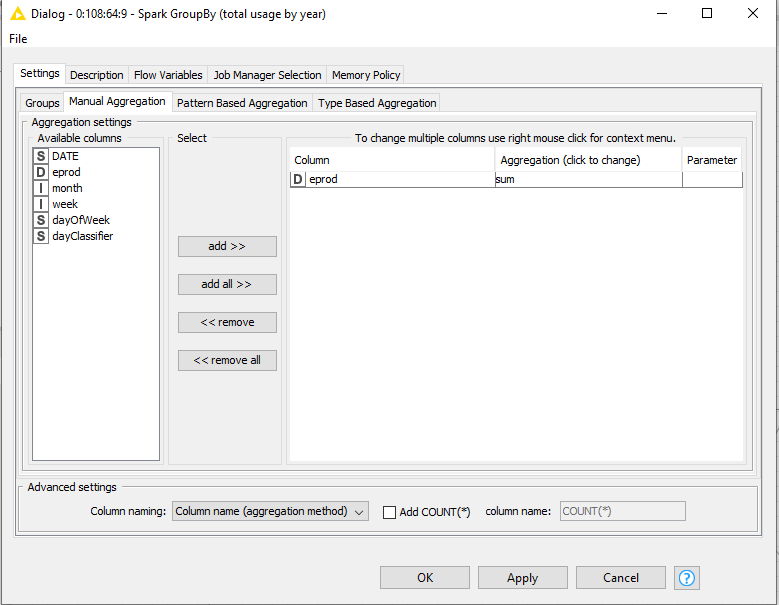 Dialog - 0:108:64:9 - Spark GroupBy (total usage by year)
File
Settings Description Flow Variables Job Manager Selection Memory Policy
Groups Manual Aggregation Pattern Based Aggregation Type Based Aggregation
Aggregation settings
Available columns
S DATE
D eprod
I month
I week
S dayOfWeek
S dayClassifier
Select
add >>
add all >>
<< remove
<< remove all
To change multiple columns use right mouse click for context menu.
Column Aggregation (click to change) Parameter
D eprod sum
Advanced settings
Column naming: Column name (aggregation method) Add COUNT(*) column name: COUNT(*)
OK Apply Cancel ?